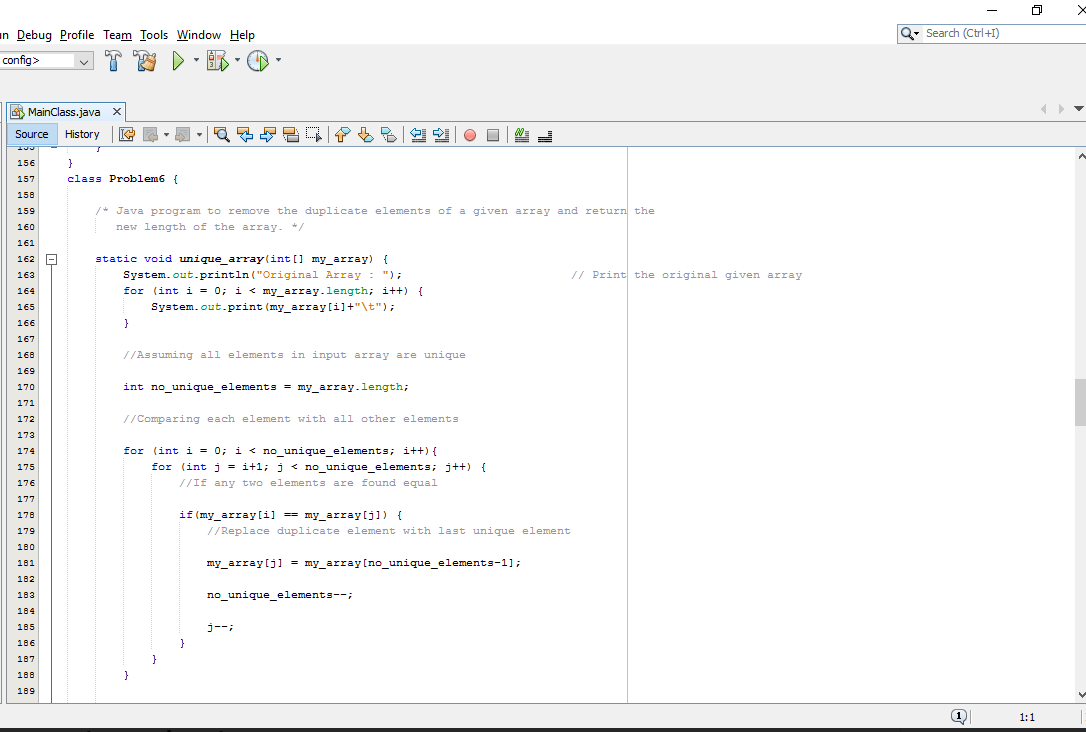 un Debug Profile Team Tools Window Help
Search (Ctrl+I)
config>
MainClass.java
Source History
155 }
156 }
157 class Problem6 {
158
159 /* Java program to remove the duplicate elements of a given array and return the
160 new length of the array. */
161
162 static void unique_array(int[] my_array) {
163 System.out.println("Original Array : "); // Print the original given array
164 for (int i = 0; i < my_array.length; i++) {
165 System.out.print(my_array[i]+"\t");
166 }
167
168 //Assuming all elements in input array are unique
169
170 int no_unique_elements = my_array.length;
171
172 //Comparing each element with all other elements
173
174 for (int i = 0; i < no_unique_elements; i++){
175 for (int j = i+1; j < no_unique_elements; j++) {
176 //If any two elements are found equal
177
178 if(my_array[i] == my_array[j]) {
179 //Replace duplicate element with last unique element
180
181 my_array[j] = my_array[no_unique_elements-1];
182
183 no_unique_elements--;
184
185 j--;
186 }
187 }
188 }
189
1 1:1